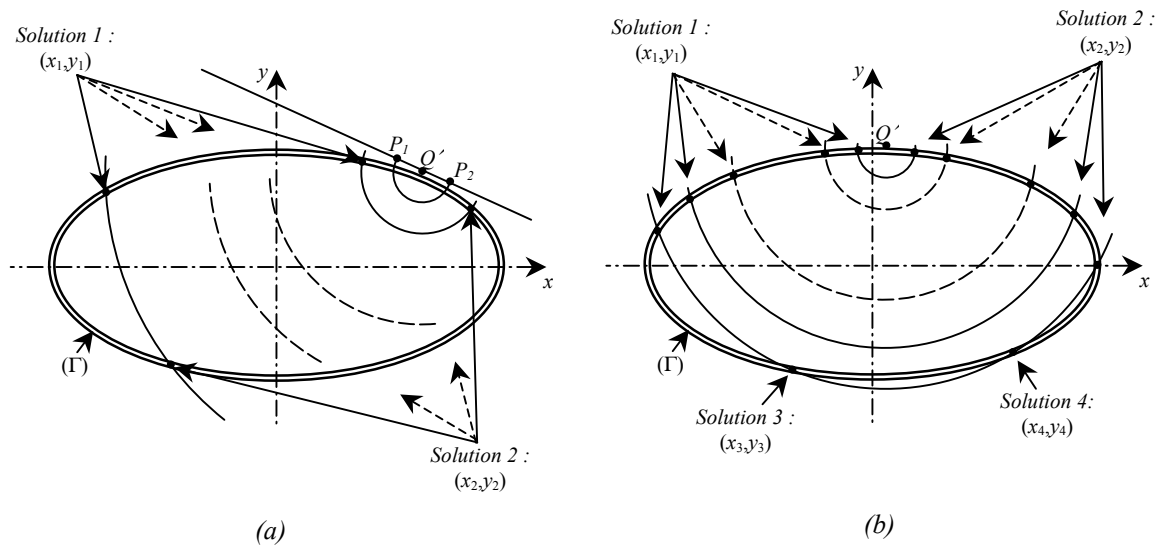 Solution 1 :
(x₁,y₁)
y
P₁
Q'
P₂
x
(Γ)
Solution 2 :
(x₂,y₂)
(a)
Solution 1 :
(x₁,y₁)
Solution 2 :
(x₂,y₂)
y
Q'
x
(Γ)
Solution 3 :
(x₃,y₃)
Solution 4:
(x₄,y₄)
(b)